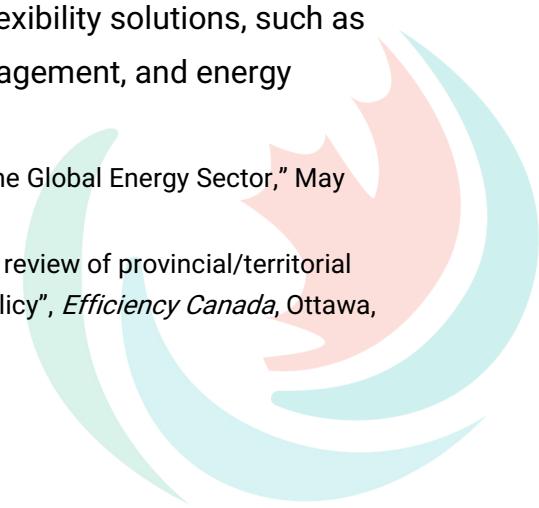 exibility solutions, such as
agement, and energy
ne Global Energy Sector,” May
review of provincial/territorial
licy”, Efficiency Canada, Ottawa,